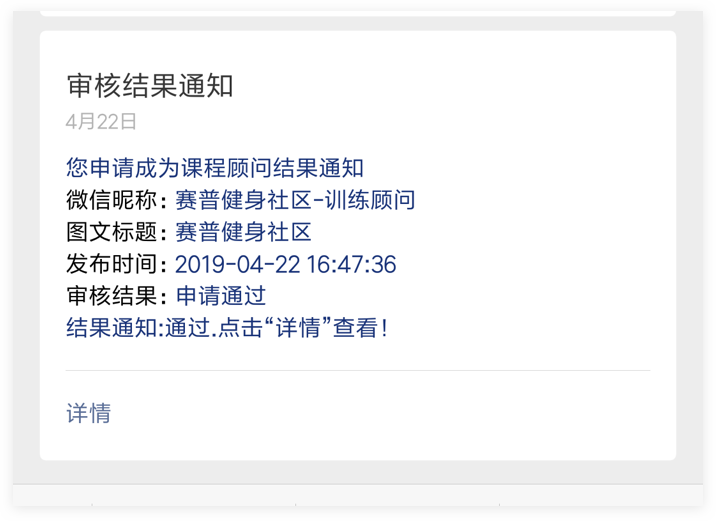 审核结果通知
4月22日
您申请成为课程顾问结果通知
微信昵称：赛普健身社区-训练顾问
图文标题：赛普健身社区
发布时间：2019-04-22 16:47:36
审核结果：申请通过
结果通知:通过.点击“详情”查看！
详情